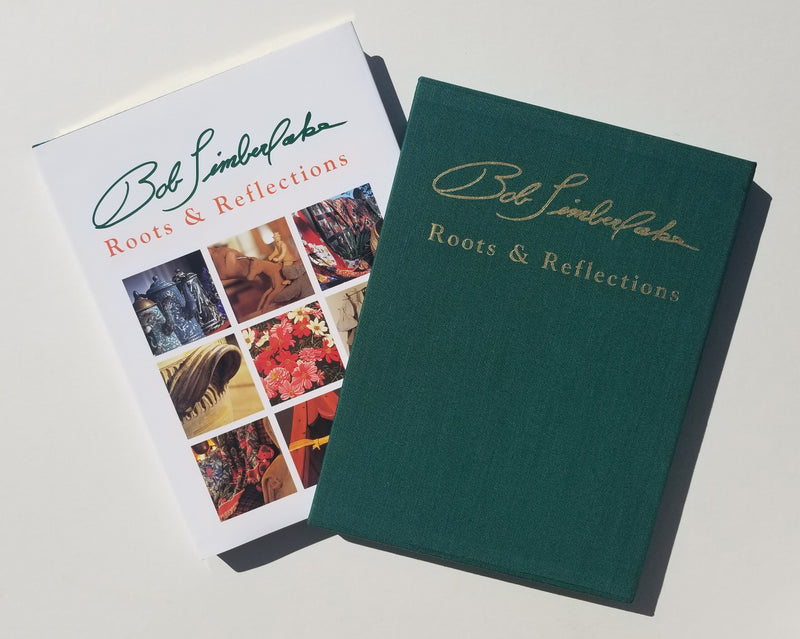 Bob Timberlake
Roots & Reflections
Bob Timberlake
Roots & Reflections